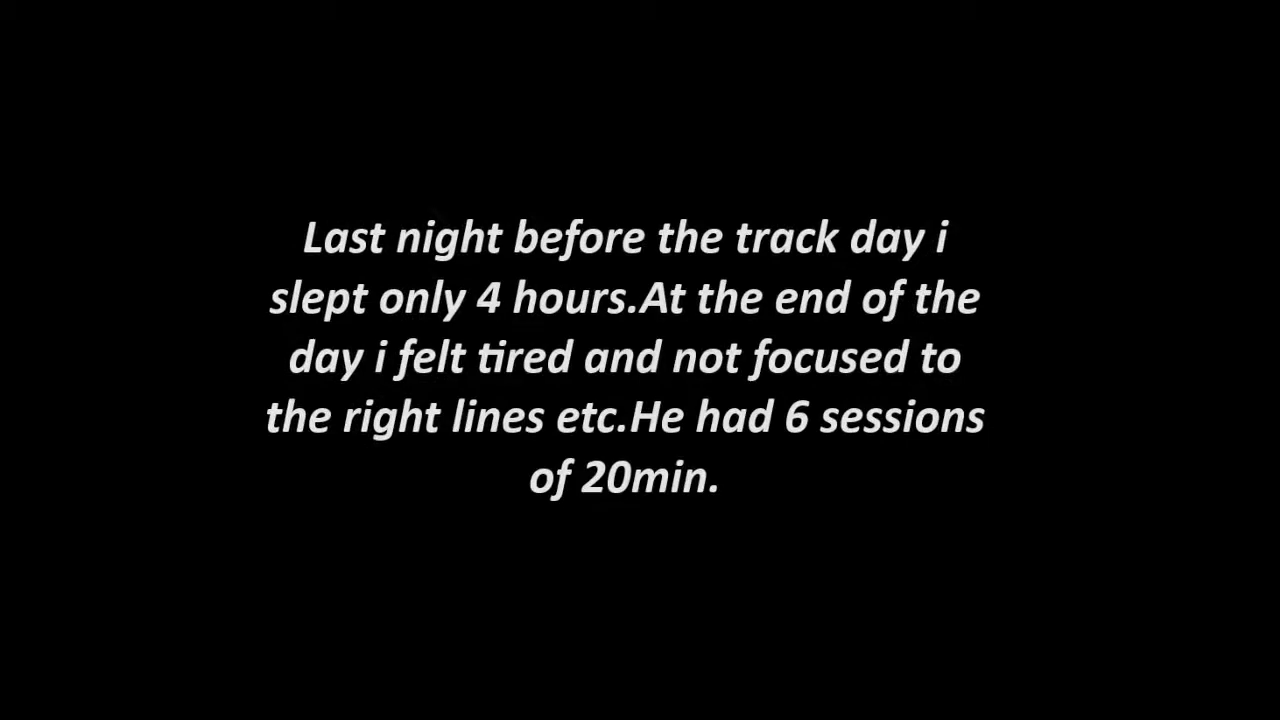 Last night before the track day i
slept only 4 hours.At the end of the
day i felt tired and not focused to
the right lines etc.He had 6 sessions
of 20min.